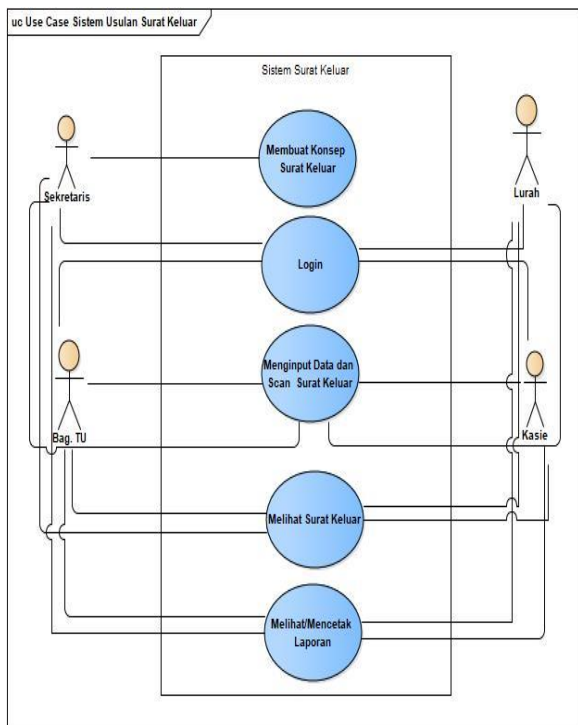 uc Use Case Sistem Usulan Surat Keluar
Sistem Surat Keluar
Membuat Konsep
Surat Keluar
Sekretaris
Lurah
Login
Menginput Data dan
Scan Surat Keluar
Bag. TU
Kasie
Melihat Surat Keluar
Melihat/Mencetak
Laporan